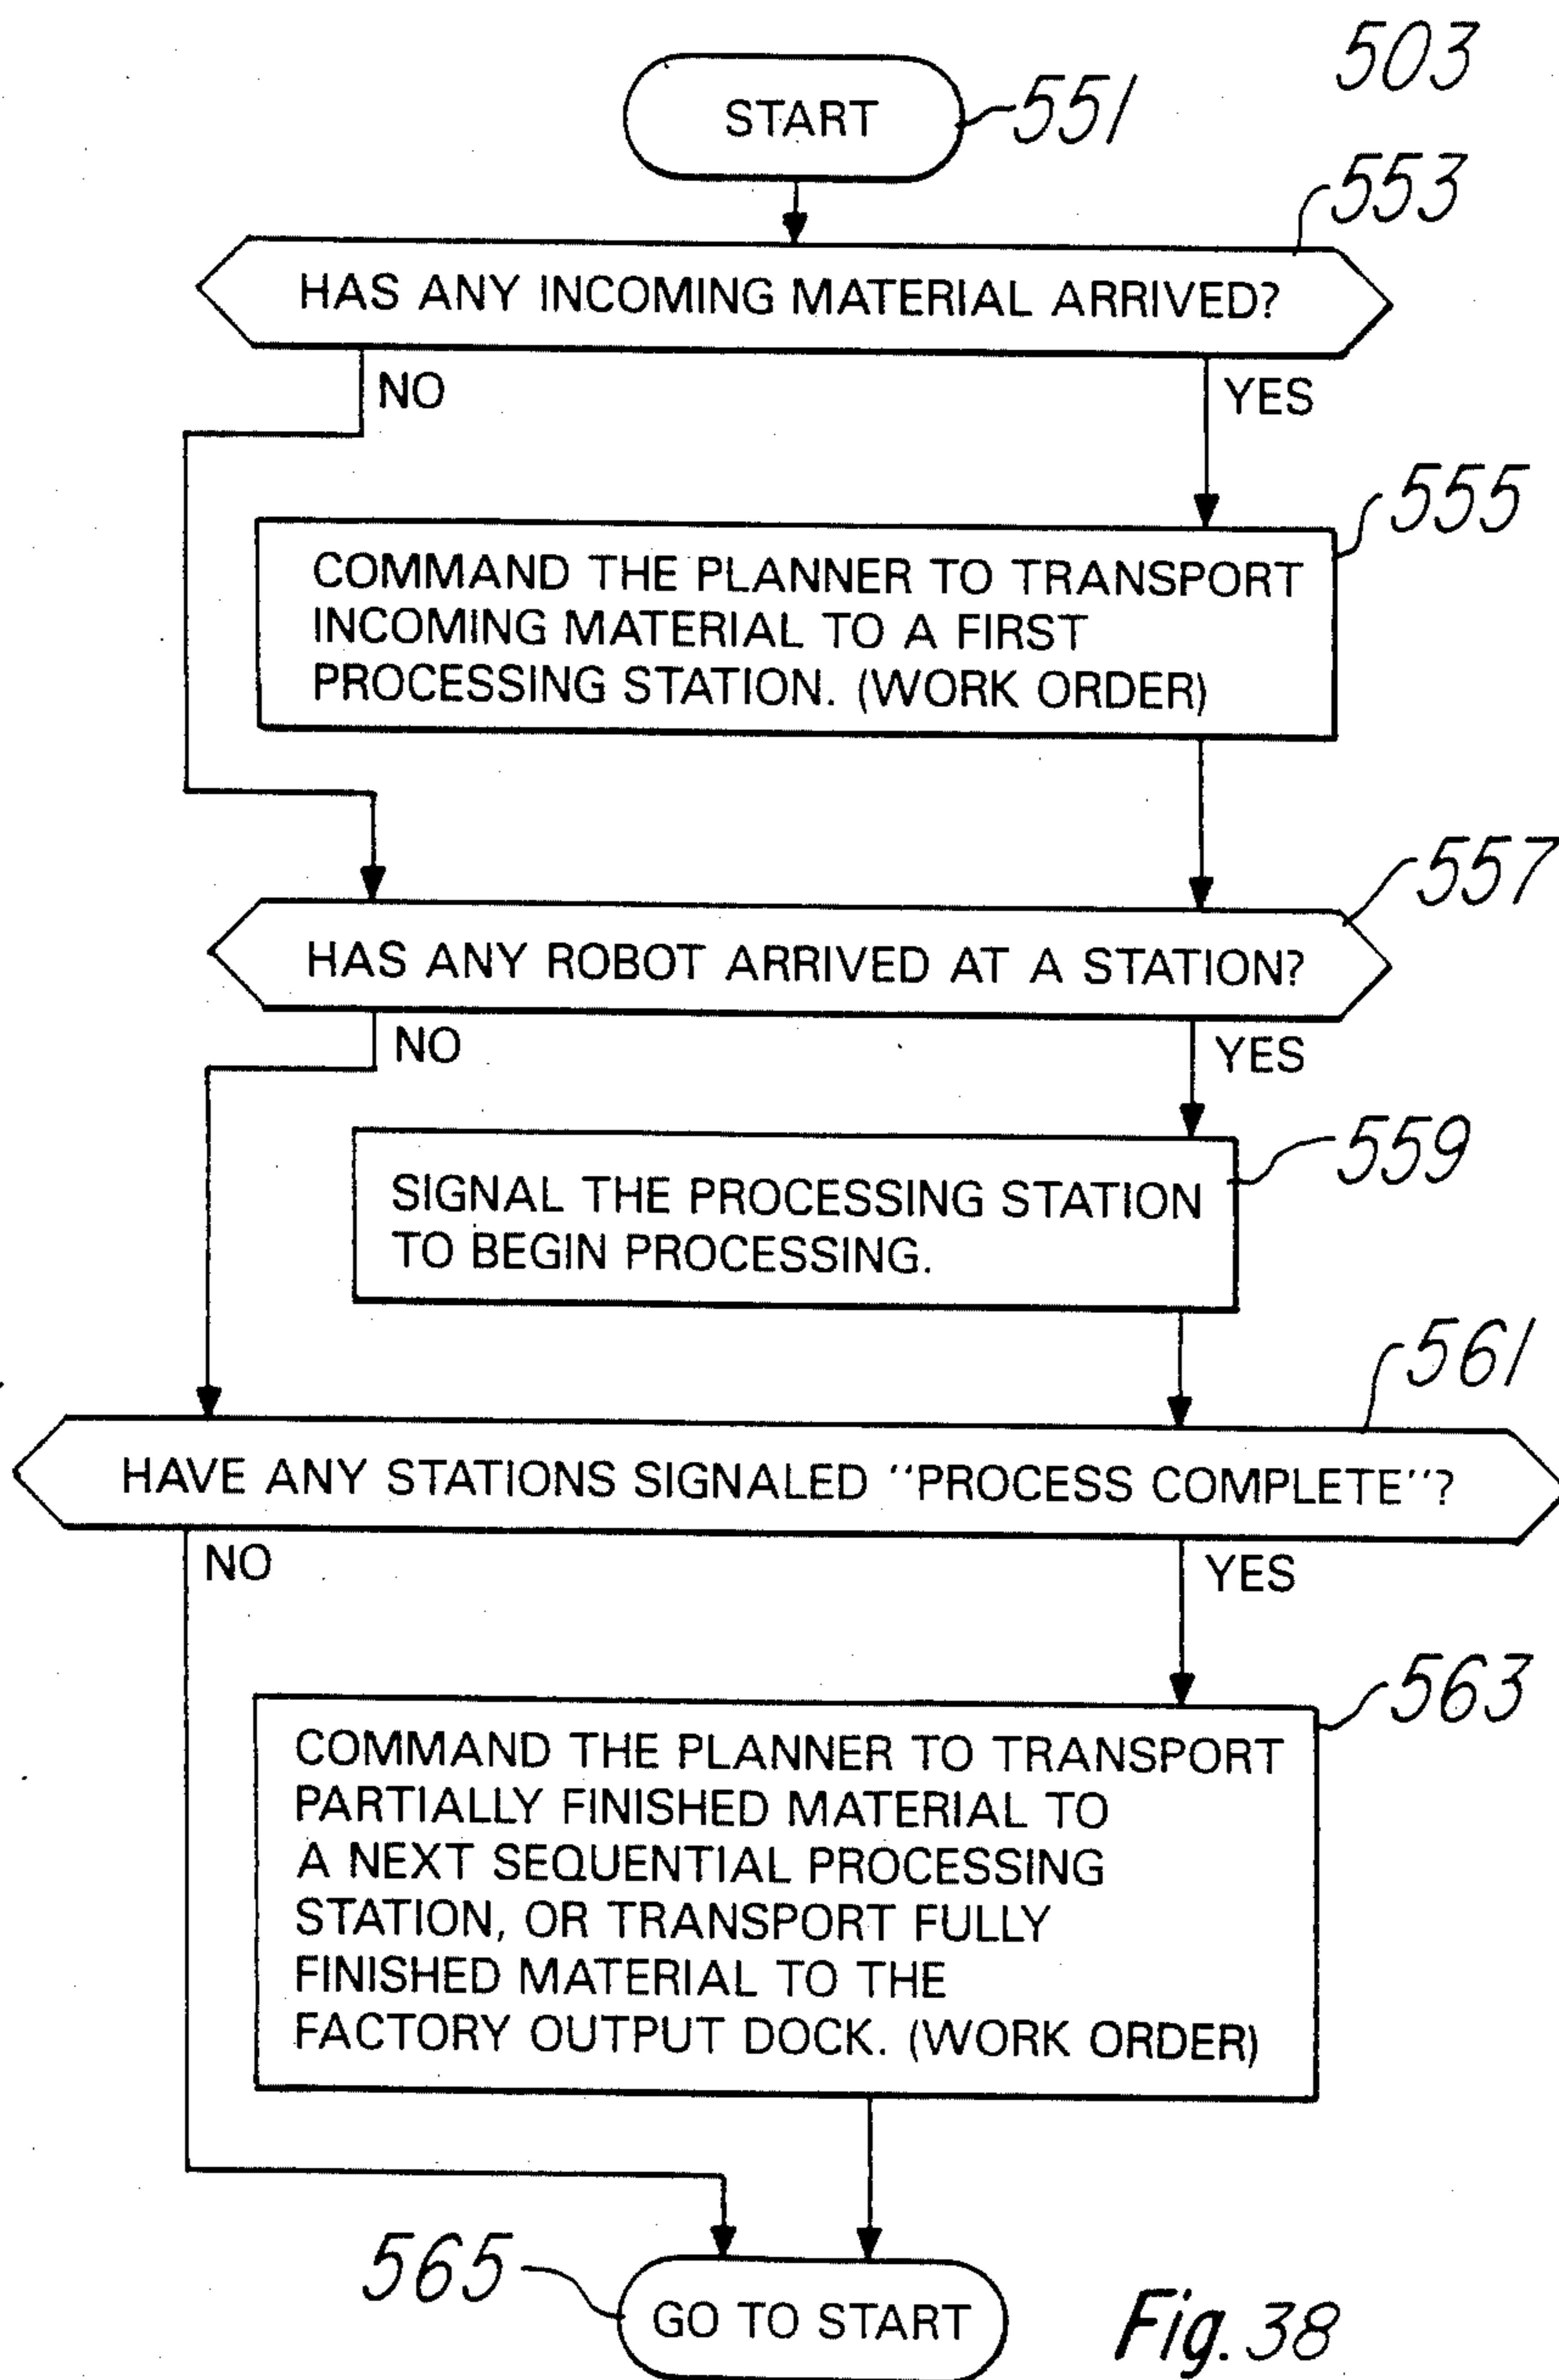 503
START
551
553
HAS ANY INCOMING MATERIAL ARRIVED?
NO
YES
555
COMMAND THE PLANNER TO TRANSPORT
INCOMING MATERIAL TO A FIRST
PROCESSING STATION. (WORK ORDER)
557
HAS ANY ROBOT ARRIVED AT A STATION?
NO
YES
559
SIGNAL THE PROCESSING STATION
TO BEGIN PROCESSING.
561
HAVE ANY STATIONS SIGNALED "PROCESS COMPLETE"?
NO
YES
563
COMMAND THE PLANNER TO TRANSPORT
PARTIALLY FINISHED MATERIAL TO
A NEXT SEQUENTIAL PROCESSING
STATION, OR TRANSPORT FULLY
FINISHED MATERIAL TO THE
FACTORY OUTPUT DOCK. (WORK ORDER)
565
GO TO START
Fig. 38